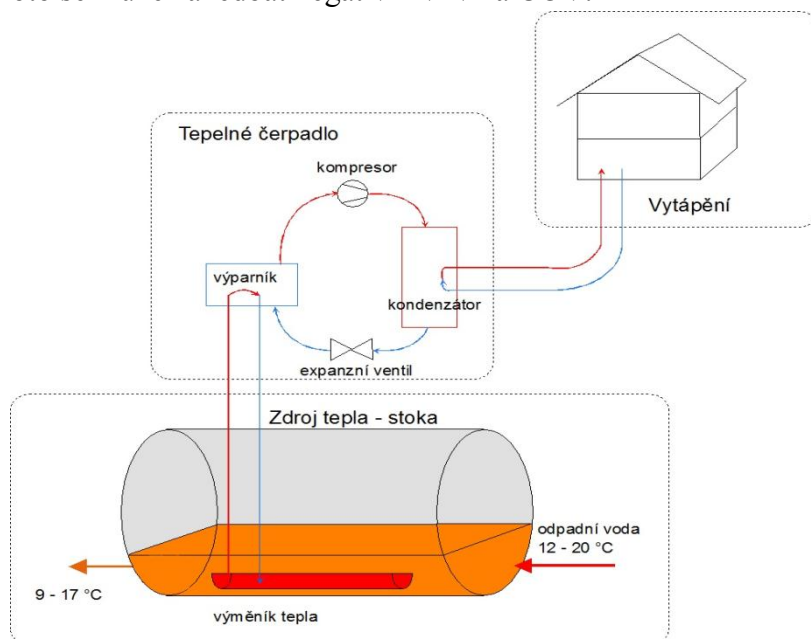 Tepelné čerpadlo
kompresor
výparník
kondenzátor
expanzní ventil
Vytápění
Zdroj tepla - stoka
odpadní voda
12 - 20 °C
9 - 17 °C
výměník tepla